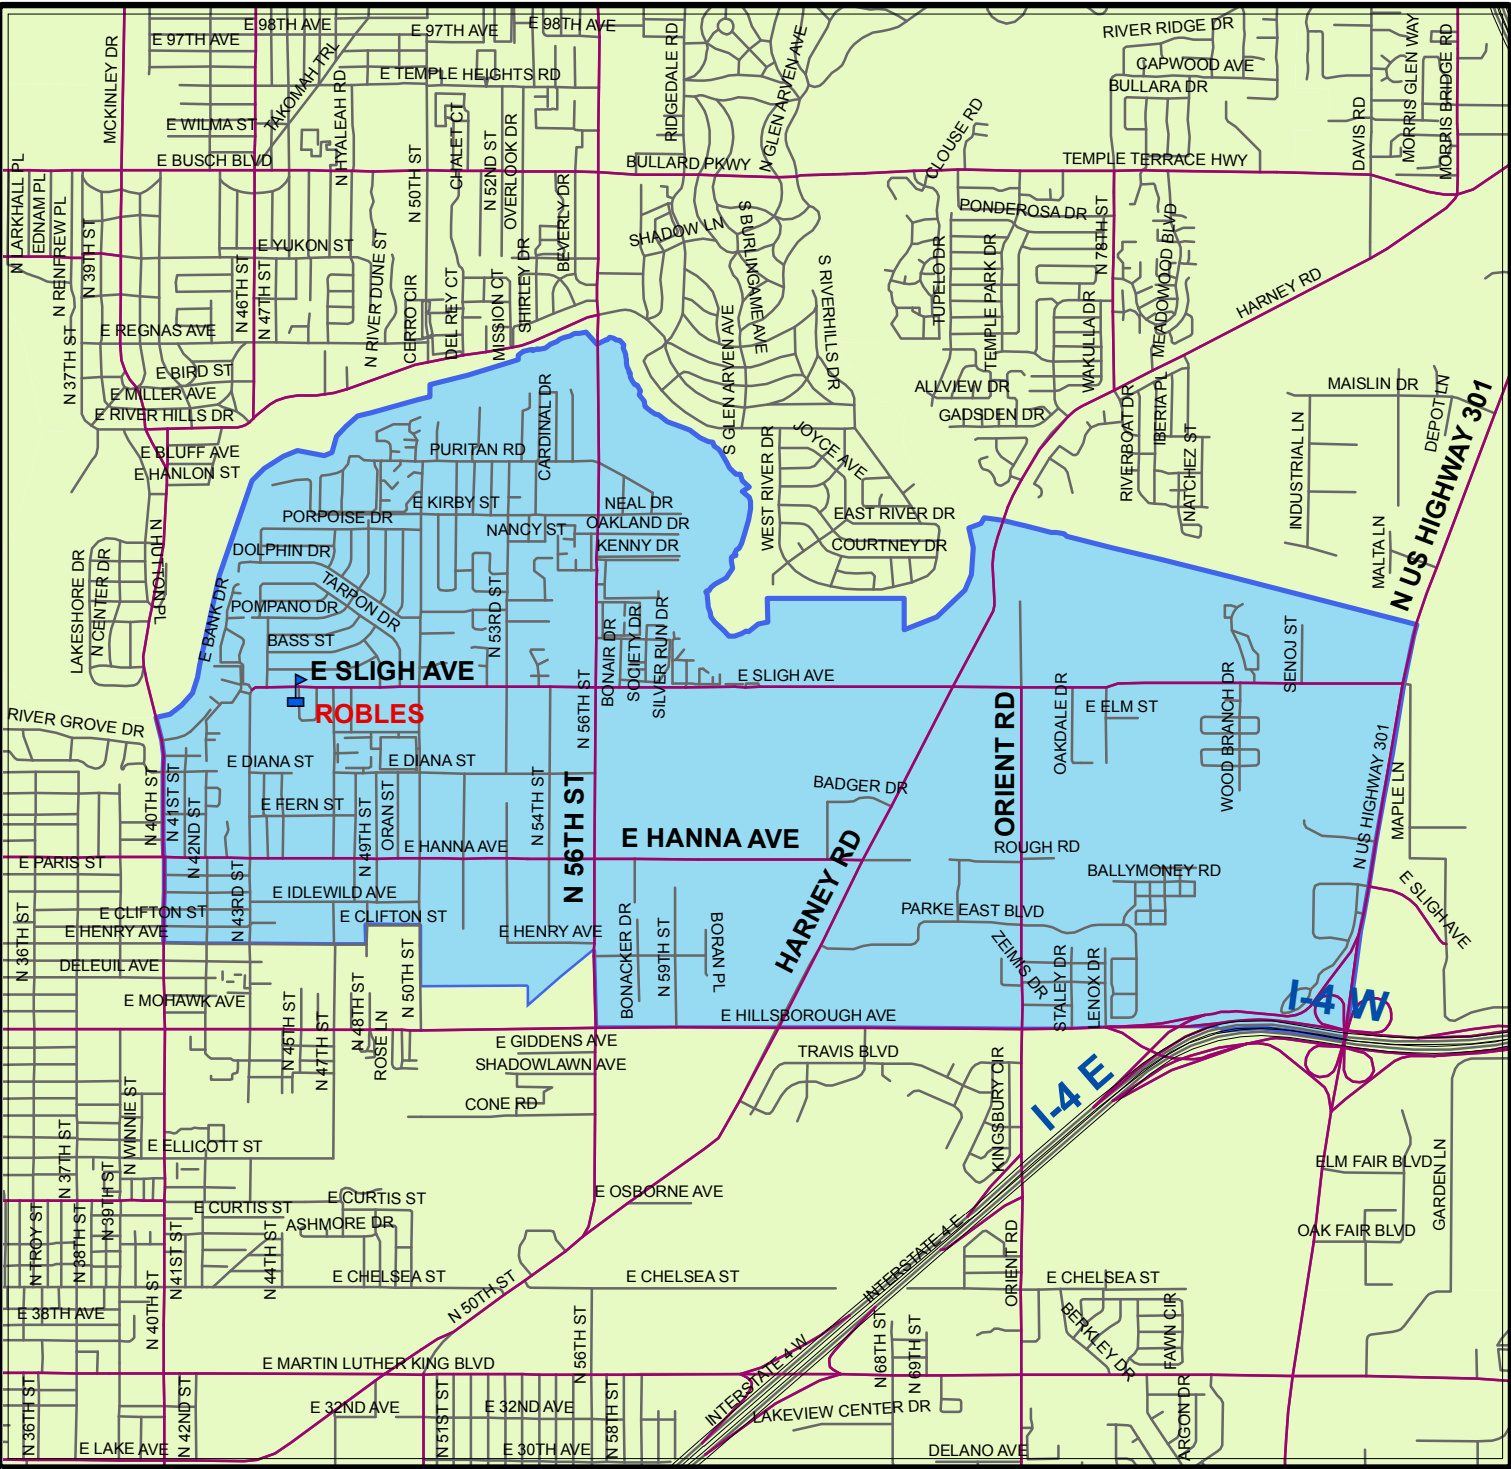 E 98TH AVE
E 97TH AVE
E 98TH AVE
E 97TH AVE
MCKINLEY DR
TAKOMAH TRL
E TEMPLE HEIGHTS RD
RIDGEDALE RD
N GLEN ARVEN AVE
RIVER RIDGE DR
CAPWOOD AVE
BULLARA DR
MORRIS GLEN WAY
MORRIS BRIDGE RD
DAVIS RD
E WILMA ST
N HYALEAH RD
CHALET CT
N 52ND ST
OVERLOOK DR
CLOUSE RD
E BUSCH BLVD
BULLARD PKWY
TEMPLE TERRACE HWY
N LARKHALL PL
EDNAM PL
N RENFREW PL
N 39TH ST
N 50TH ST
BEVERLY DR
SHADOW LN
S BURLINGAME AVE
PONDEROSA DR
N 78TH ST
MEADOWOOD BLVD
E YUKON ST
N 46TH ST
N 47TH ST
N RIVER DUNE ST
CERRO CIR
DEL REY CT
MISSION CT
SHIRLEY DR
S RIVERHILLS DR
TUPELO DR
TEMPLE PARK DR
WAKULLA DR
HARNEY RD
E REGNAS AVE
N 37TH ST
E BIRD ST
E MILLER AVE
E RIVER HILLS DR
S GLEN ARVEN AVE
ALLVIEW DR
GADSDEN DR
MAISLIN DR
DEPOT LN
N US HIGHWAY 301
CARDINAL DR
PURITAN RD
E BLUFF AVE
E HANLON ST
WEST RIVER DR
JOYCE AVE
RIVERBOAT DR
IBERIA PL
NATCHEZ ST
INDUSTRIAL LN
MALTA LN
E KIRBY ST
NEAL DR
PORPOISE DR
NANCY ST
OAKLAND DR
KENNY DR
EAST RIVER DR
COURTNEY DR
LAKESHORE DR
N CENTER DR
N HUTTON PL
DOLPHIN DR
TARPON DR
POMPANO DR
E BANK DR
BASS ST
N 53RD ST
BONAIR DR
SOCIETY DR
SILVER RUN DR
E SLIGH AVE
E SLIGH AVE
ROBLES
N 56TH ST
SENOJ ST
WOOD BRANCH DR
OAKDALE DR
E ELM ST
ORIENT RD
RIVER GROVE DR
E DIANA ST
E DIANA ST
N 40TH ST
N 41ST ST
N 42ND ST
E FERN ST
N 49TH ST
ORAN ST
N 54TH ST
N 56TH ST
BADGER DR
N US HIGHWAY 301
MAPLE LN
E HANNA AVE
E HANNA AVE
HARNEY RD
ROUGH RD
BALLYMONEY RD
E PARIS ST
E IDLEWILD AVE
E CLIFTON ST
E CLIFTON ST
N 43RD ST
PARKE EAST BLVD
E SLIGH AVE
N 36TH ST
E HENRY AVE
E HENRY AVE
DELEUIL AVE
E MOHAWK AVE
N 50TH ST
BONACKER DR
N 59TH ST
BORAN PL
ZEIMIS DR
STALEY DR
LENOX DR
I-4 W
E HILLSBOROUGH AVE
N 45TH ST
N 47TH ST
N 48TH ST
ROSE LN
E GIDDENS AVE
SHADOWLAWN AVE
CONE RD
TRAVIS BLVD
KINGSBURY CIR
I-4 E
N WINNIE ST
E ELLICOTT ST
N 37TH ST
N 39TH ST
E CURTIS ST
E CURTIS ST
ASHMORE DR
E OSBORNE AVE
ELM FAIR BLVD
GARDEN LN
OAK FAIR BLVD
N TROY ST
N 38TH ST
N 41ST ST
N 44TH ST
N 40TH ST
E CHELSEA ST
N 50TH ST
E CHELSEA ST
INTERSTATE 4 E
ORIENT RD
E CHELSEA ST
E 38TH AVE
N 56TH ST
INTERSTATE 4 W
N 68TH ST
N 69TH ST
BERKLEY DR
FAWN CIR
E MARTIN LUTHER KING BLVD
N 36TH ST
N 42ND ST
E 32ND AVE
N 51ST ST
E 32ND AVE
N 58TH ST
LAKEVIEW CENTER DR
ARGON DR
E LAKE AVE
E 30TH AVE
DELANO AVE